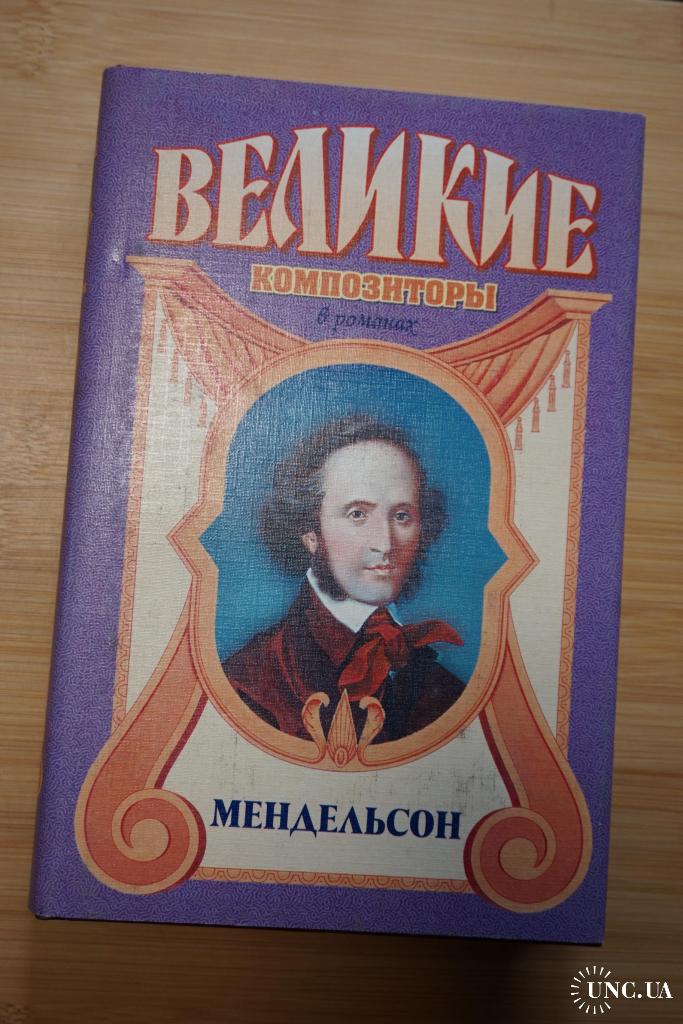 ВЕЛИКИЕ
КОМПОЗИТОРЫ
в романах
МЕНДЕЛЬСОН
UNC.UA